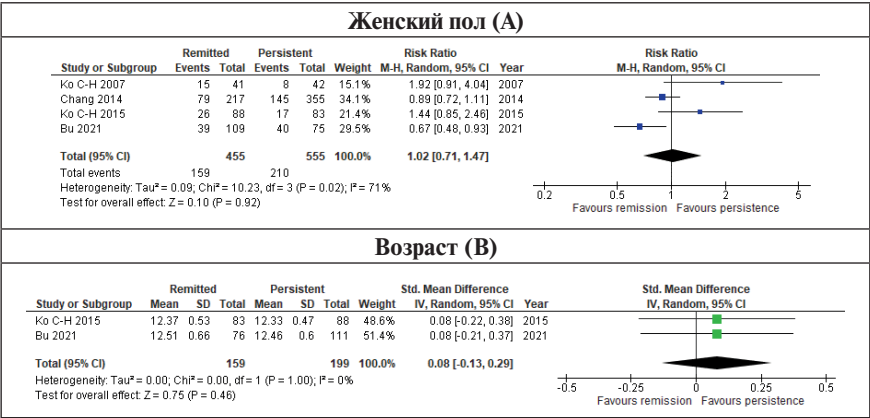 Женский пол (A)
Remitted Persistent Risk Ratio Risk Ratio
Study or Subgroup Events Total Events Total Weight M-H, Random, 95% CI Year M-H, Random, 95% CI
Ko C-H 2007 15 41 8 42 15.1% 1.92 [0.91, 4.04] 2007
Chang 2014 79 217 145 355 34.1% 0.89 [0.72, 1.11] 2014
Ko C-H 2015 26 88 17 83 21.4% 1.44 [0.85, 2.46] 2015
Bu 2021 39 109 40 75 29.5% 0.67 [0.48, 0.93] 2021
Total (95% CI) 455 555 100.0% 1.02 [0.71, 1.47]
Total events 159 210
Heterogeneity: Tau² = 0.09; Chi² = 10.23, df = 3 (P = 0.02); I² = 71%
Test for overall effect: Z = 0.10 (P = 0.92)
0.2 0.5 1 2 5
Favours remission Favours persistence
Возраст (B)
Remitted Persistent Std. Mean Difference Std. Mean Difference
Study or Subgroup Mean SD Total Mean SD Total Weight IV, Random, 95% CI Year IV, Random, 95% CI
Ko C-H 2015 12.37 0.53 83 12.33 0.47 88 48.6% 0.08 [-0.22, 0.38] 2015
Bu 2021 12.51 0.66 76 12.46 0.6 111 51.4% 0.08 [-0.21, 0.37] 2021
Total (95% CI) 159 199 100.0% 0.08 [-0.13, 0.29]
Heterogeneity: Tau² = 0.00; Chi² = 0.00, df = 1 (P = 1.00); I² = 0%
Test for overall effect: Z = 0.75 (P = 0.46)
-0.5 -0.25 0 0.25 0.5
Favours remission Favours persistence